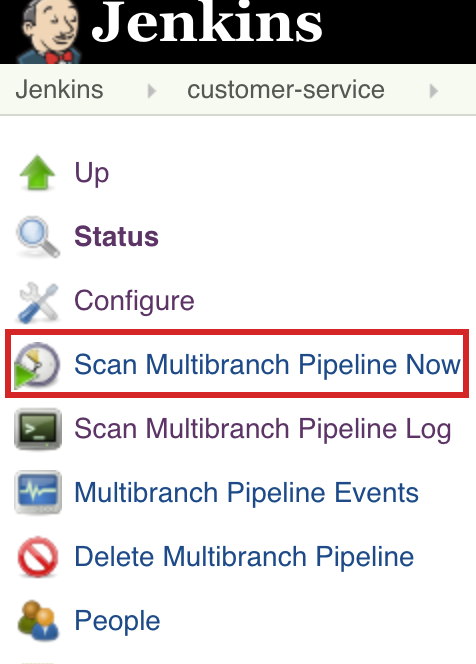 Jenkins
Jenkins customer-service
Up
Status
Configure
Scan Multibranch Pipeline Now
Scan Multibranch Pipeline Log
Multibranch Pipeline Events
Delete Multibranch Pipeline
People